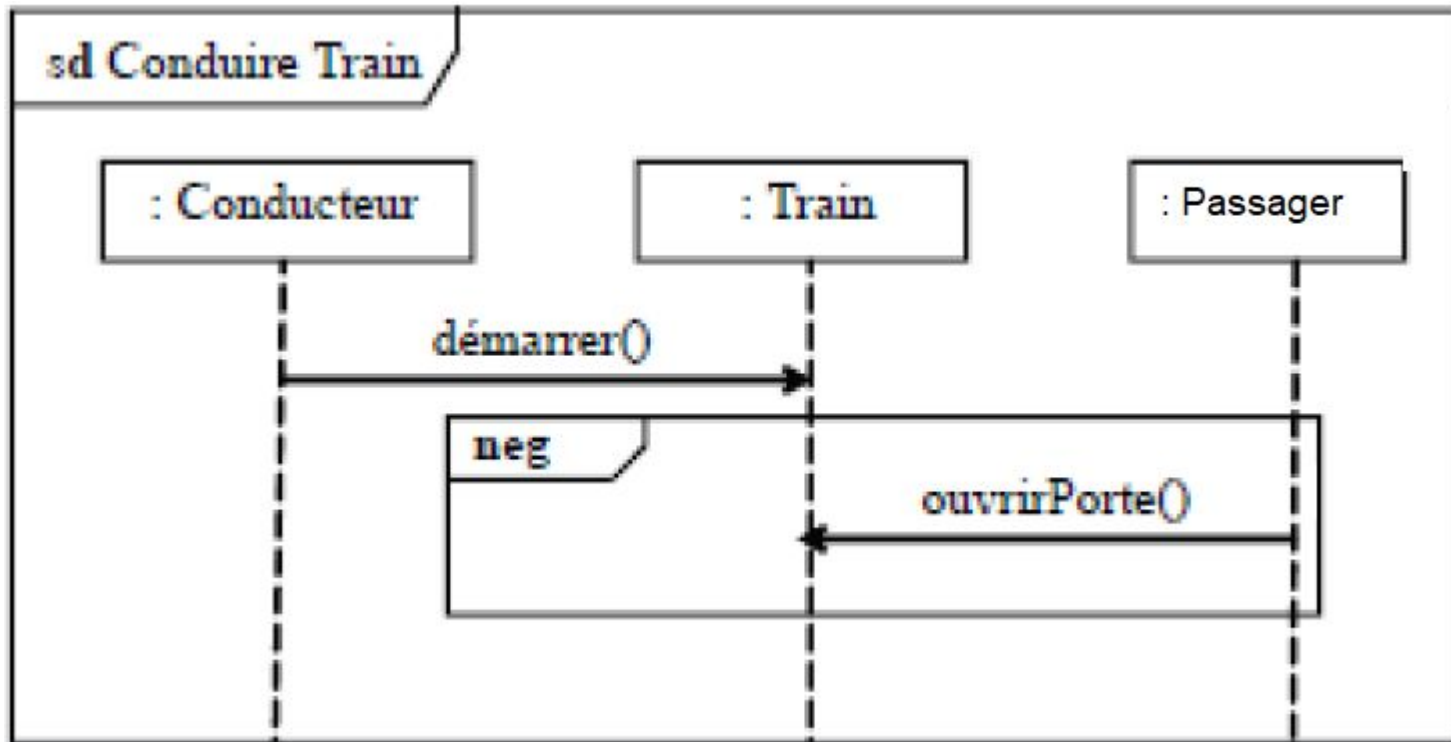 sd Conduire Train
: Conducteur
: Train
: Passager
démarrer()
neg
ouvrirPorte()